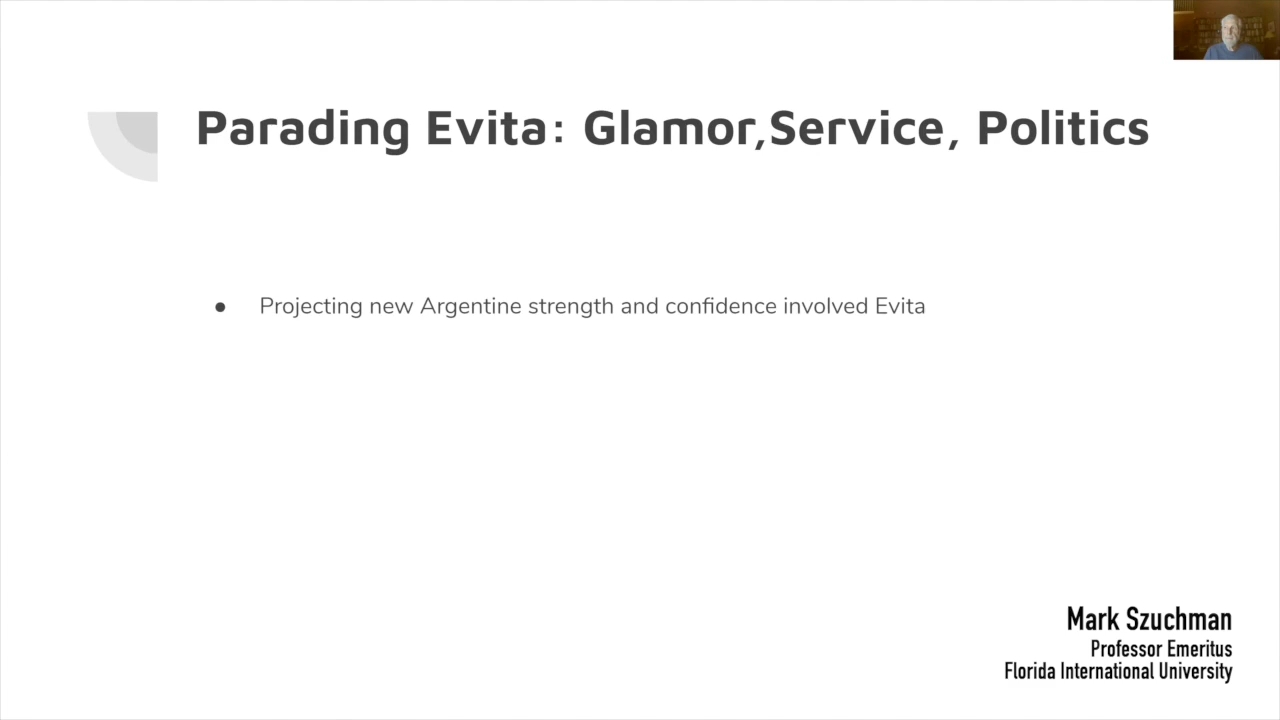 Parading Evita: Glamor,Service, Politics
● Projecting new Argentine strength and confidence involved Evita
Mark Szuchman
Professor Emeritus
Florida International University